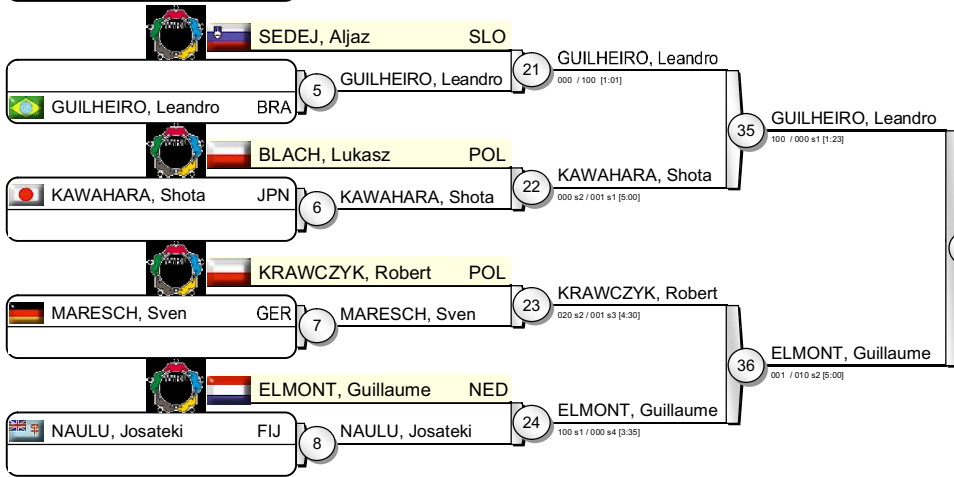 SEDEJ, Aljaz SLO
GUILHEIRO, Leandro BRA
5
GUILHEIRO, Leandro
21
GUILHEIRO, Leandro
000 / 100 [1:01]
BLACH, Lukasz POL
KAWAHARA, Shota JPN
6
KAWAHARA, Shota
22
KAWAHARA, Shota
000 s2 / 001 s1 [5:00]
35
GUILHEIRO, Leandro
100 / 000 s1 [1:23]
KRAWCZYK, Robert POL
MARESCH, Sven GER
7
MARESCH, Sven
23
KRAWCZYK, Robert
020 s2 / 001 s3 [4:30]
ELMONT, Guillaume NED
NAULU, Josateki FIJ
8
NAULU, Josateki
24
ELMONT, Guillaume
100 s1 / 000 s4 [3:35]
36
ELMONT, Guillaume
001 / 010 s2 [5:00]